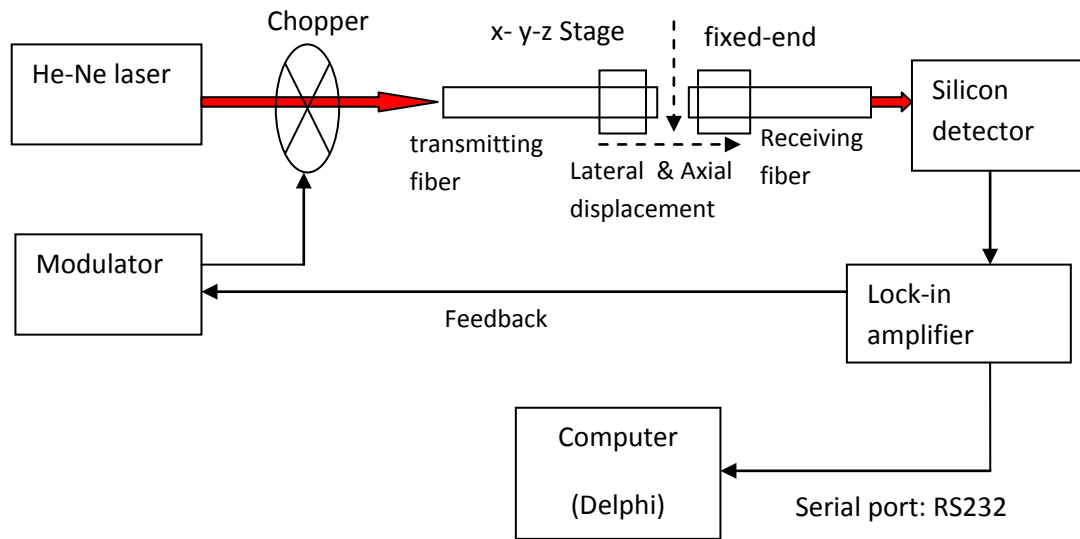 Chopper
He-Ne laser
x- y-z Stage
fixed-end
Silicon
detector
transmitting
fiber
Lateral & Axial
displacement
Receiving
fiber
Modulator
Feedback
Lock-in
amplifier
Computer
(Delphi)
Serial port: RS232